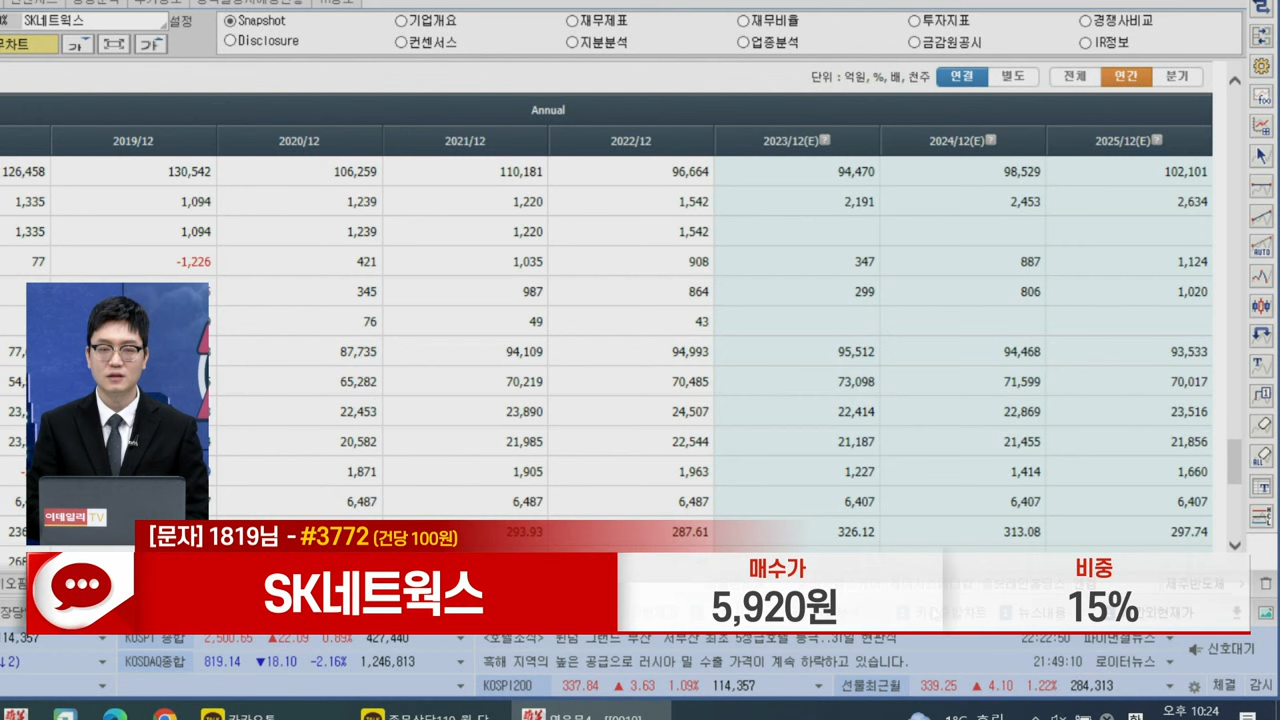 SK네트웍스
설정
Snapshot
기업개요
재무제표
재무비율
투자지표
경쟁사비교
Disclosure
컨센서스
지분분석
업종분석
금감원공시
IR정보
단위 : 억원, %, 배, 천주
연결
별도
전체
연간
분기
Annual
2019/12 2020/12 2021/12 2022/12 2023/12(E) 2024/12(E) 2025/12(E)
126,458 130,542 106,259 110,181 96,664 94,470 98,529 102,101
1,335 1,094 1,239 1,220 1,542 2,191 2,453 2,634
1,335 1,094 1,239 1,220 1,542
77 -1,226 421 1,035 908 347 887 1,124
345 987 864 299 806 1,020
76 49 43
87,735 94,109 94,993 95,512 94,468 93,533
65,282 70,219 70,485 73,098 71,599 70,017
22,453 23,890 24,507 22,414 22,869 23,516
20,582 21,985 22,544 21,187 21,455 21,856
1,871 1,905 1,963 1,227 1,414 1,660
6,487 6,487 6,487 6,407 6,407 6,407
293.93 287.61 326.12 313.08 297.74
이데일리 TV
[문자] 1819님 - #3772 (건당 100원)
SK네트웍스
매수가
5,920원
비중
15%
KOSPI 종합 2,500.65 ▲22.09 0.89% 427,440
22:22:50 파이낸셜뉴스
신호대기
KOSDAQ종합 819.14 ▼18.10 -2.16% 1,246,813
흑해 지역의 높은 공급으로 러시아 밀 수출 가격이 계속 하락하고 있습니다.
21:49:10 로이터뉴스
KOSPI200 337.84 ▲ 3.63 1.09% 114,357
선물최근월 339.25 ▲ 4.10 1.22% 284,313
체결 감시
오후 10:24